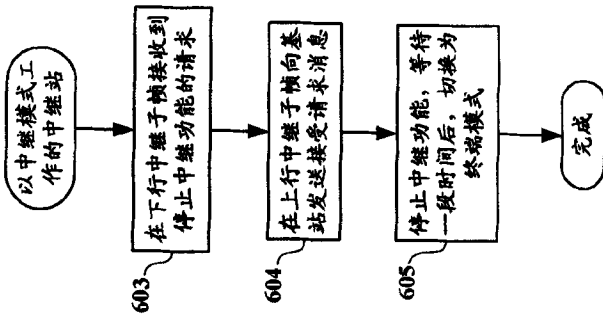 以中继模式工
作的中继站
在下行中继子帧接收到
停止中继功能的请求
603
在上行中继子帧向基
站发送接受请求消息
604
停止中继功能，等待
一段时间后，切换为
终端模式
605
完成